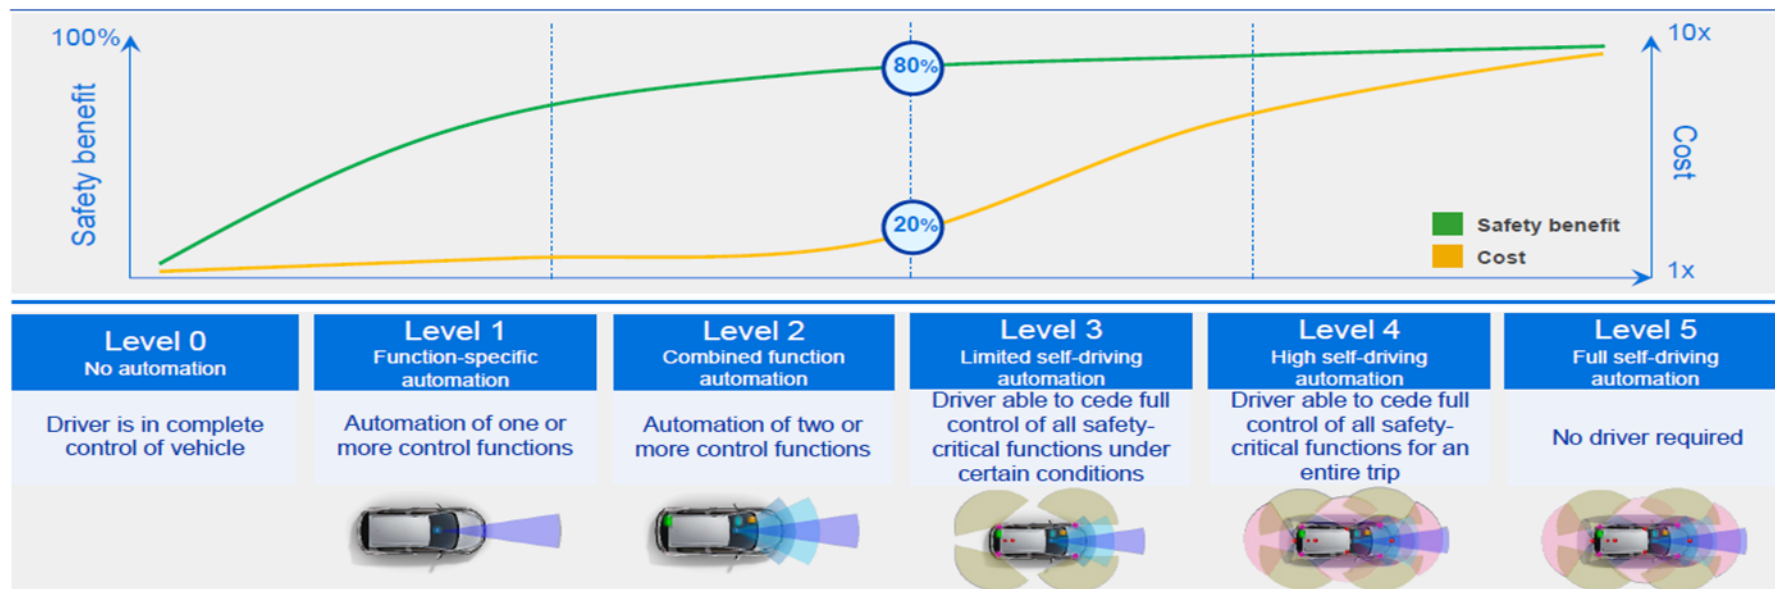 100%
10x
80%
Safety benefit
Cost
20%
Safety benefit
Cost
1x
Level 0
No automation
Level 1
Function-specific
automation
Level 2
Combined function
automation
Level 3
Limited self-driving
automation
Level 4
High self-driving
automation
Level 5
Full self-driving
automation
Driver is in complete
control of vehicle
Automation of one or
more control functions
Automation of two or
more control functions
Driver able to cede full
control of all safety-
critical functions under
certain conditions
Driver able to cede full
control of all safety-
critical functions for an
entire trip
No driver required